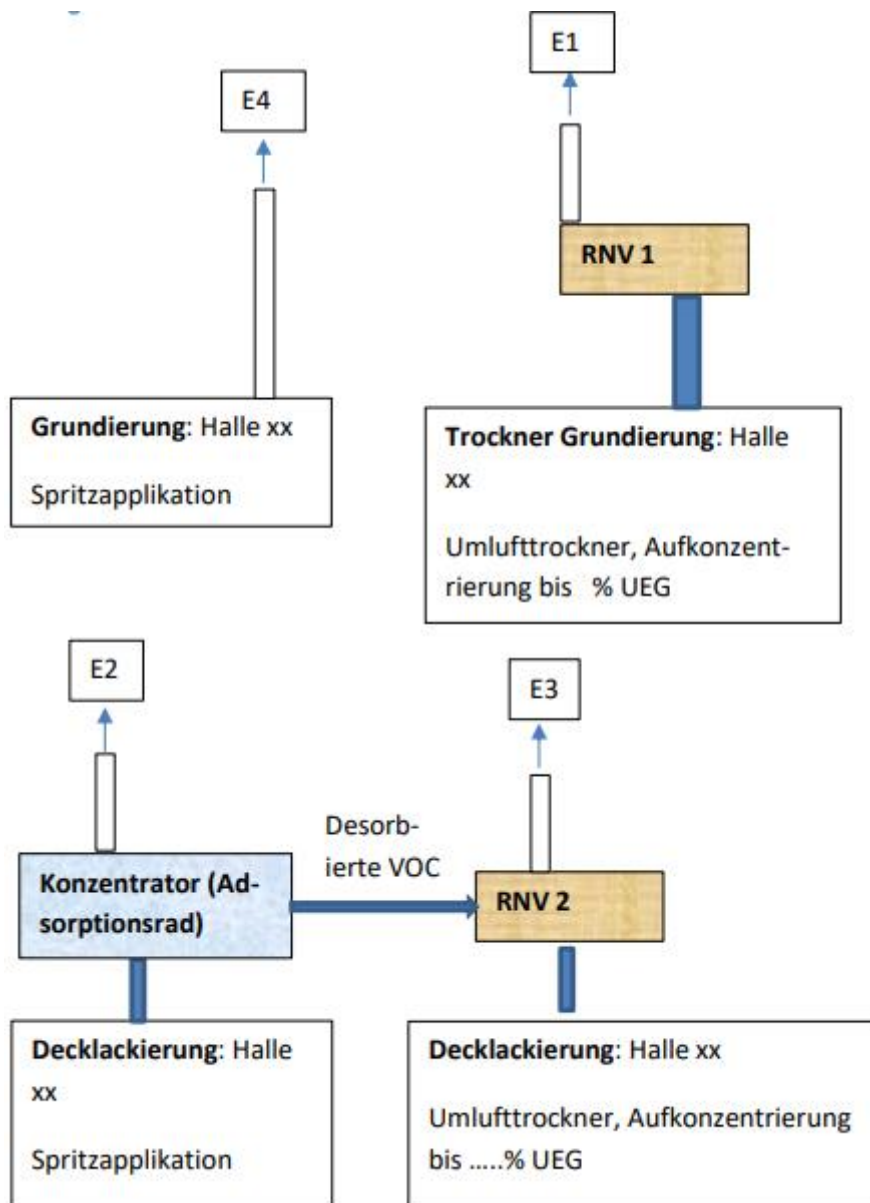 E4
E1
RNV 1
Grundierung: Halle xx
Spritzapplikation
Trockner Grundierung: Halle
xx
Umlufttrockner, Aufkonzent-
rierung bis % UEG
E2
E3
Desorb-
ierte VOC
Konzentrator (Ad-
sorptionsrad)
RNV 2
Decklackierung: Halle
xx
Spritzapplikation
Decklackierung: Halle xx
Umlufttrockner, Aufkonzentrierung
bis .....% UEG